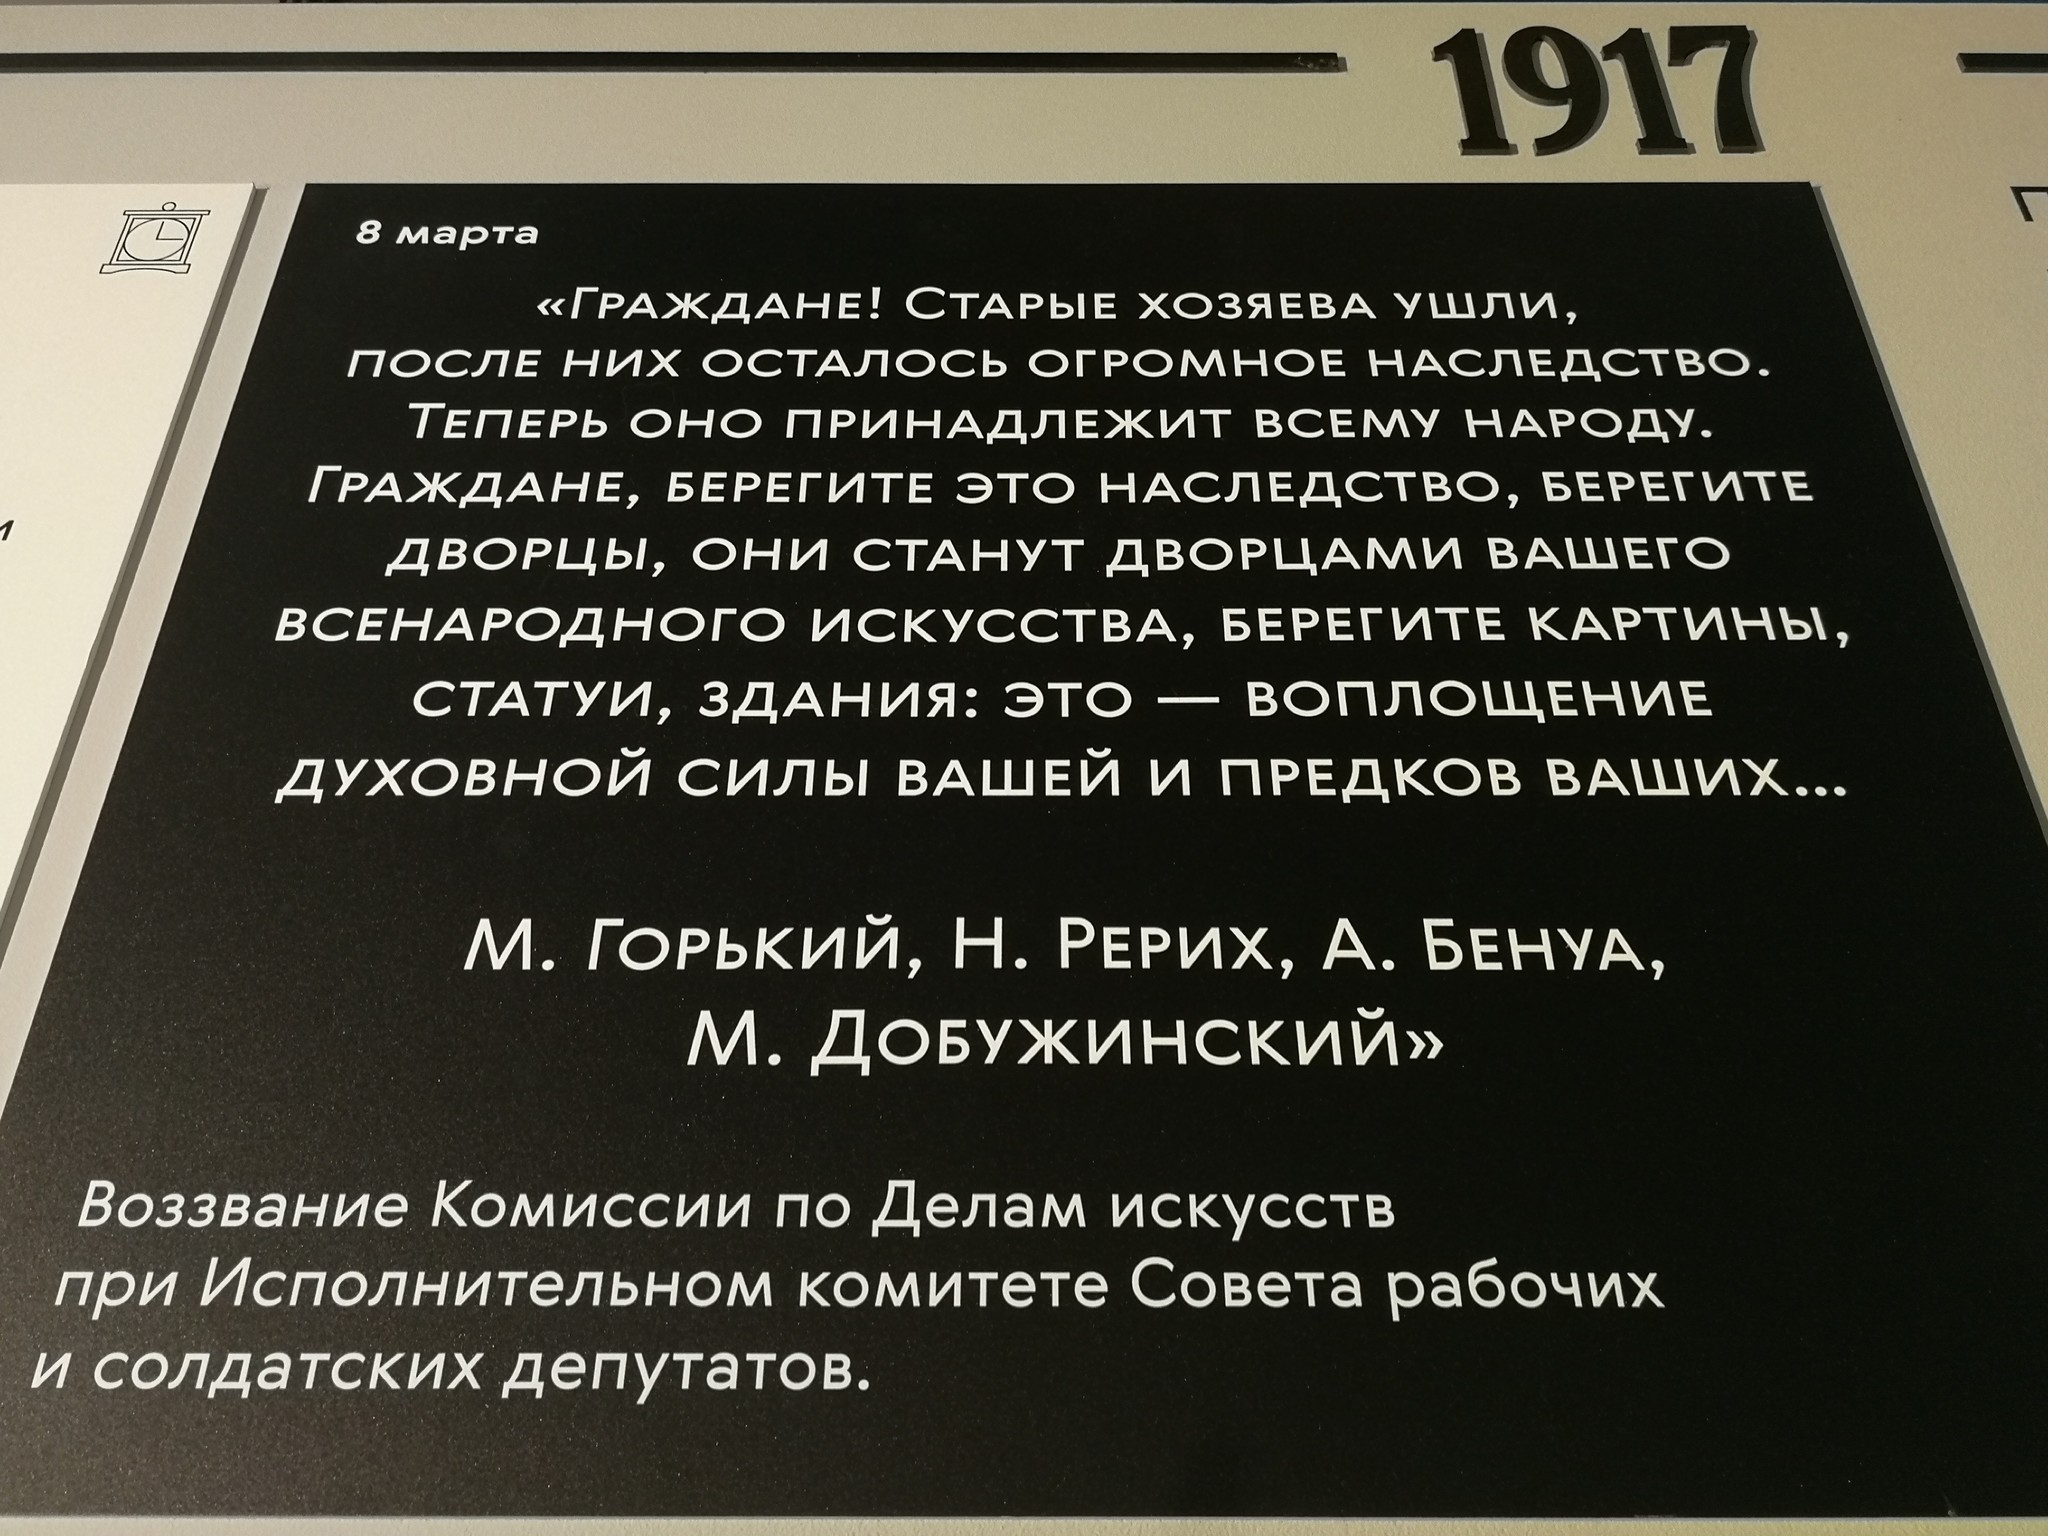 1917
8 марта
«Граждане! Старые хозяева ушли,
после них осталось огромное наследство.
Теперь оно принадлежит всему народу.
Граждане, берегите это наследство, берегите
дворцы, они станут дворцами вашего
всенародного искусства, берегите картины,
статуи, здания: это — воплощение
духовной силы вашей и предков ваших...
М. Горький, Н. Рерих, А. Бенуа,
М. Добужинский»
Воззвание Комиссии по Делам искусств
при Исполнительном комитете Совета рабочих
и солдатских депутатов.